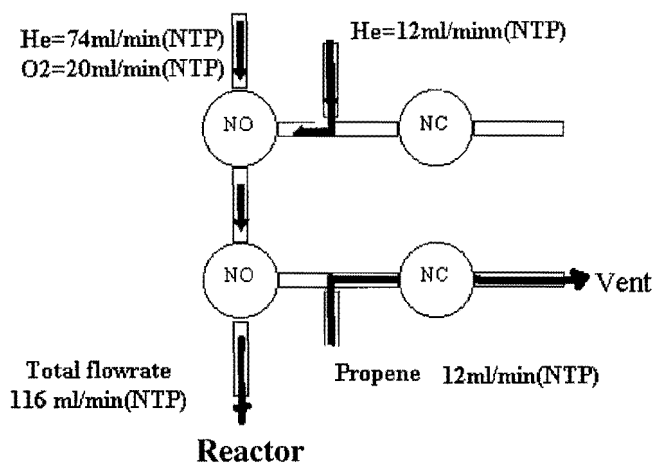 He=74ml/min(NTP)
O2=20ml/min(NTP)
He=12ml/minn(NTP)
NO
NC
NO
NC
Vent
Total flowrate
116 ml/min(NTP)
Propene 12ml/min(NTP)
Reactor